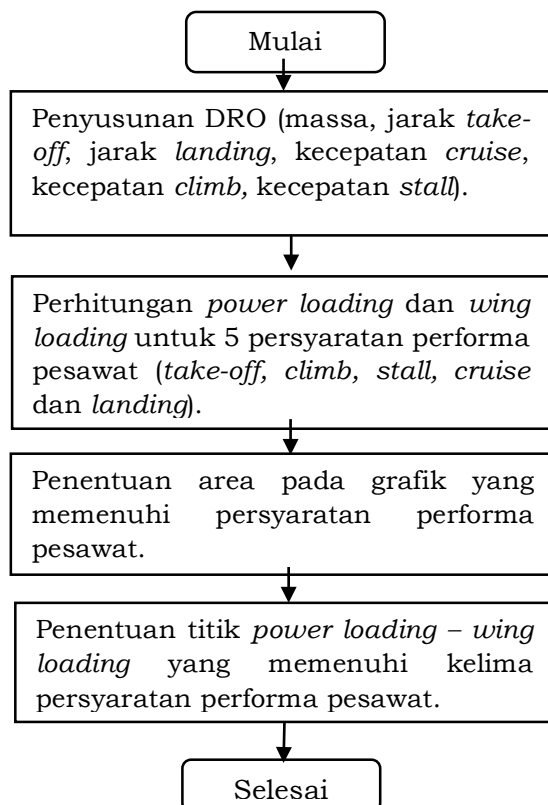 Mulai
Penyusunan DRO (massa, jarak take-
off, jarak landing, kecepatan cruise,
kecepatan climb, kecepatan stall).
Perhitungan power loading dan wing
loading untuk 5 persyaratan performa
pesawat (take-off, climb, stall, cruise
dan landing).
Penentuan area pada grafik yang
memenuhi persyaratan performa
pesawat.
Penentuan titik power loading – wing
loading yang memenuhi kelima
persyaratan performa pesawat.
Selesai